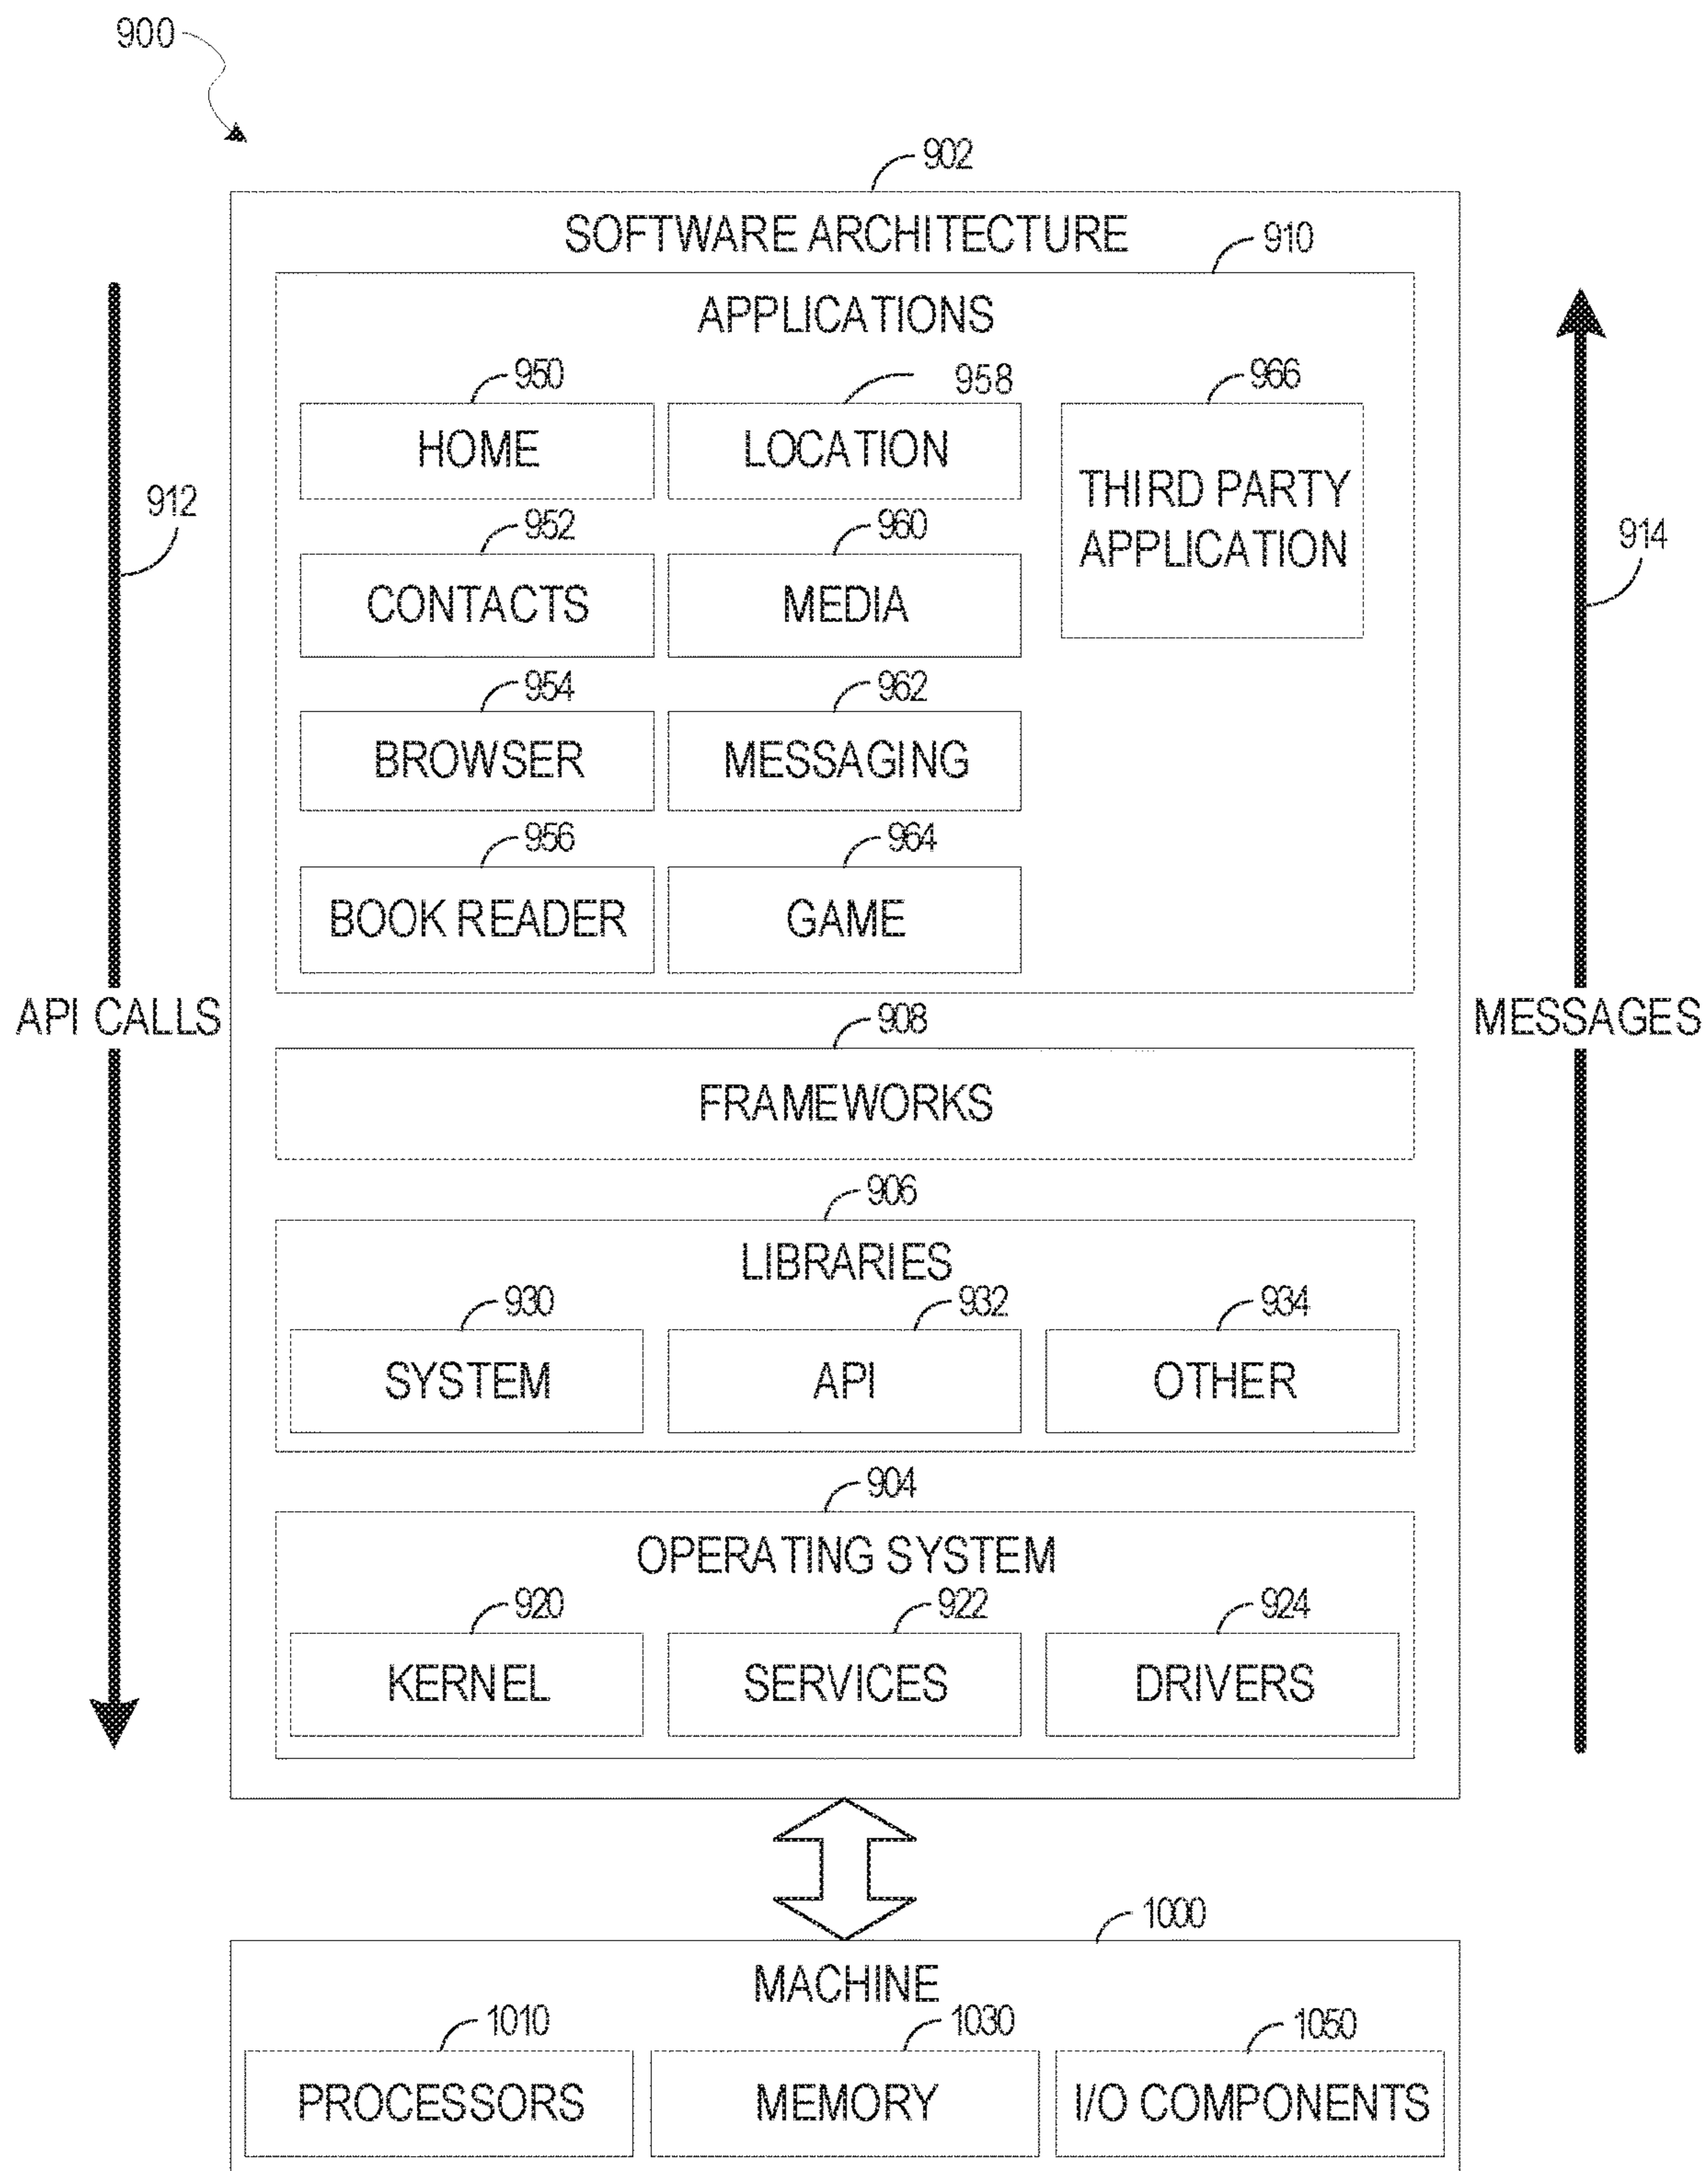 900
902
SOFTWARE ARCHITECTURE
910
APPLICATIONS
950
958
966
HOME
LOCATION
THIRD PARTY
APPLICATION
912
952
960
914
CONTACTS
MEDIA
954
962
BROWSER
MESSAGING
956
964
BOOK READER
GAME
API CALLS
MESSAGES
908
FRAMEWORKS
906
LIBRARIES
930
932
934
SYSTEM
API
OTHER
904
OPERATING SYSTEM
920
922
924
KERNEL
SERVICES
DRIVERS
1000
MACHINE
1010
1030
1050
PROCESSORS
MEMORY
I/O COMPONENTS